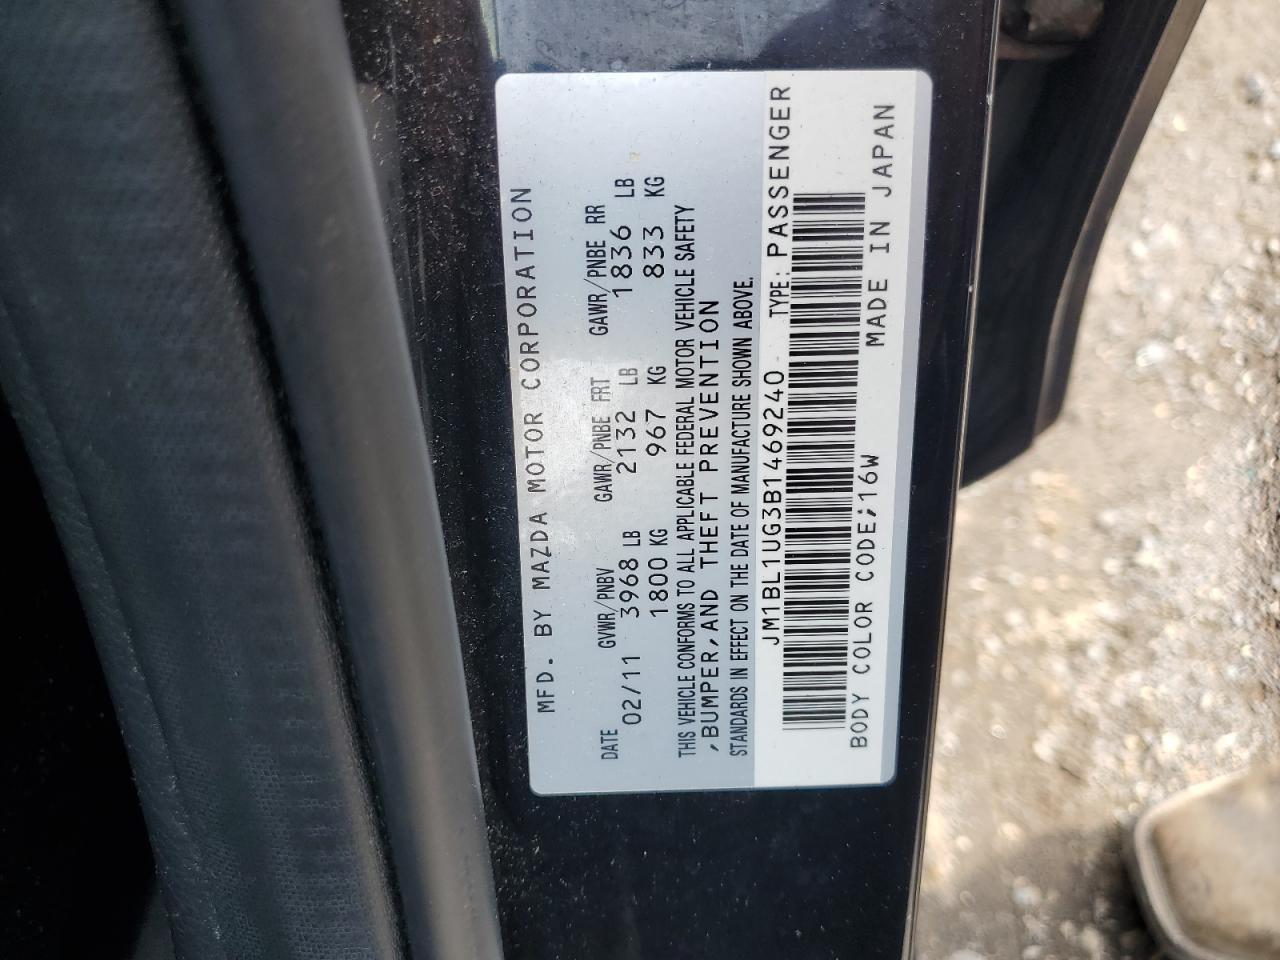 MFD. BY MAZDA MOTOR CORPORATION
DATE GVWR/PNBV GAWR/PNBE FRT GAWR/PNBE RR
02/11 3968 LB 2132 LB 1836 LB
1800 KG 967 KG 833 KG
THIS VEHICLE CONFORMS TO ALL APPLICABLE FEDERAL MOTOR VEHICLE SAFETY
,BUMPER,AND THEFT PREVENTION
STANDARDS IN EFFECT ON THE DATE OF MANUFACTURE SHOWN ABOVE.
JM1BL1UG3B1469240 TYPE: PASSENGER
BODY COLOR CODE;16W MADE IN JAPAN